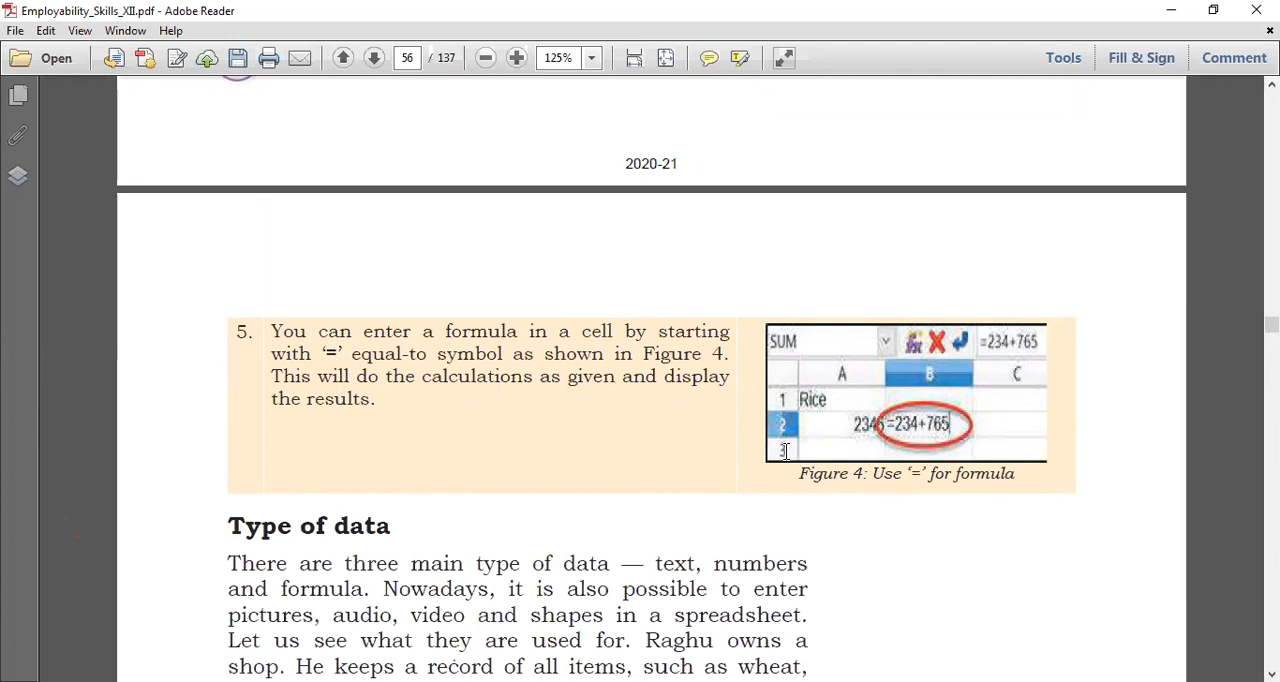 Employability_Skills_XII.pdf - Adobe Reader
File Edit View Window Help
Open 56 / 137 125% Tools Fill & Sign Comment
2020-21
5. You can enter a formula in a cell by starting
with ‘=’ equal-to symbol as shown in Figure 4.
This will do the calculations as given and display
the results.
SUM =234+765
A B C
1 Rice
2 2345 =234+765
3
Figure 4: Use ‘=’ for formula
Type of data
There are three main type of data — text, numbers
and formula. Nowadays, it is also possible to enter
pictures, audio, video and shapes in a spreadsheet.
Let us see what they are used for. Raghu owns a
shop. He keeps a record of all items, such as wheat,